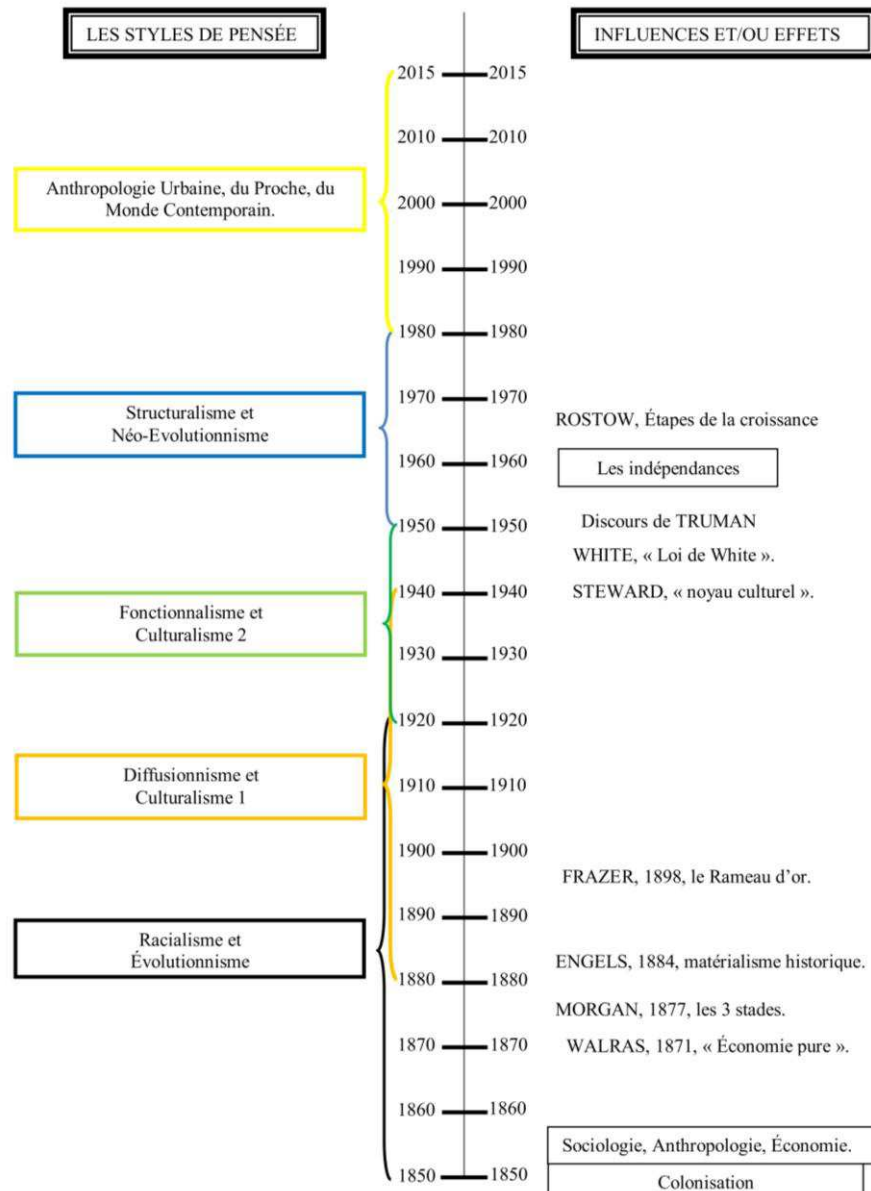 LES STYLES DE PENSÉE
INFLUENCES ET/OU EFFETS
2015 2015
2010 2010
Anthropologie Urbaine, du Proche, du
Monde Contemporain.
2000 2000
1990 1990
1980 1980
1970 1970
Structuralisme et
Néo-Evolutionnisme
ROSTOW, Étapes de la croissance
1960 1960
Les indépendances
1950 1950
Discours de TRUMAN
WHITE, « Loi de White ».
1940 1940
STEWARD, « noyau culturel ».
Fonctionnalisme et
Culturalisme 2
1930 1930
1920 1920
Diffusionnisme et
Culturalisme 1
1910 1910
1900 1900
FRAZER, 1898, le Rameau d’or.
1890 1890
Racialisme et
Évolutionnisme
ENGELS, 1884, matérialisme historique.
1880 1880
MORGAN, 1877, les 3 stades.
1870 1870
WALRAS, 1871, « Économie pure ».
1860 1860
Sociologie, Anthropologie, Économie.
1850 1850
Colonisation